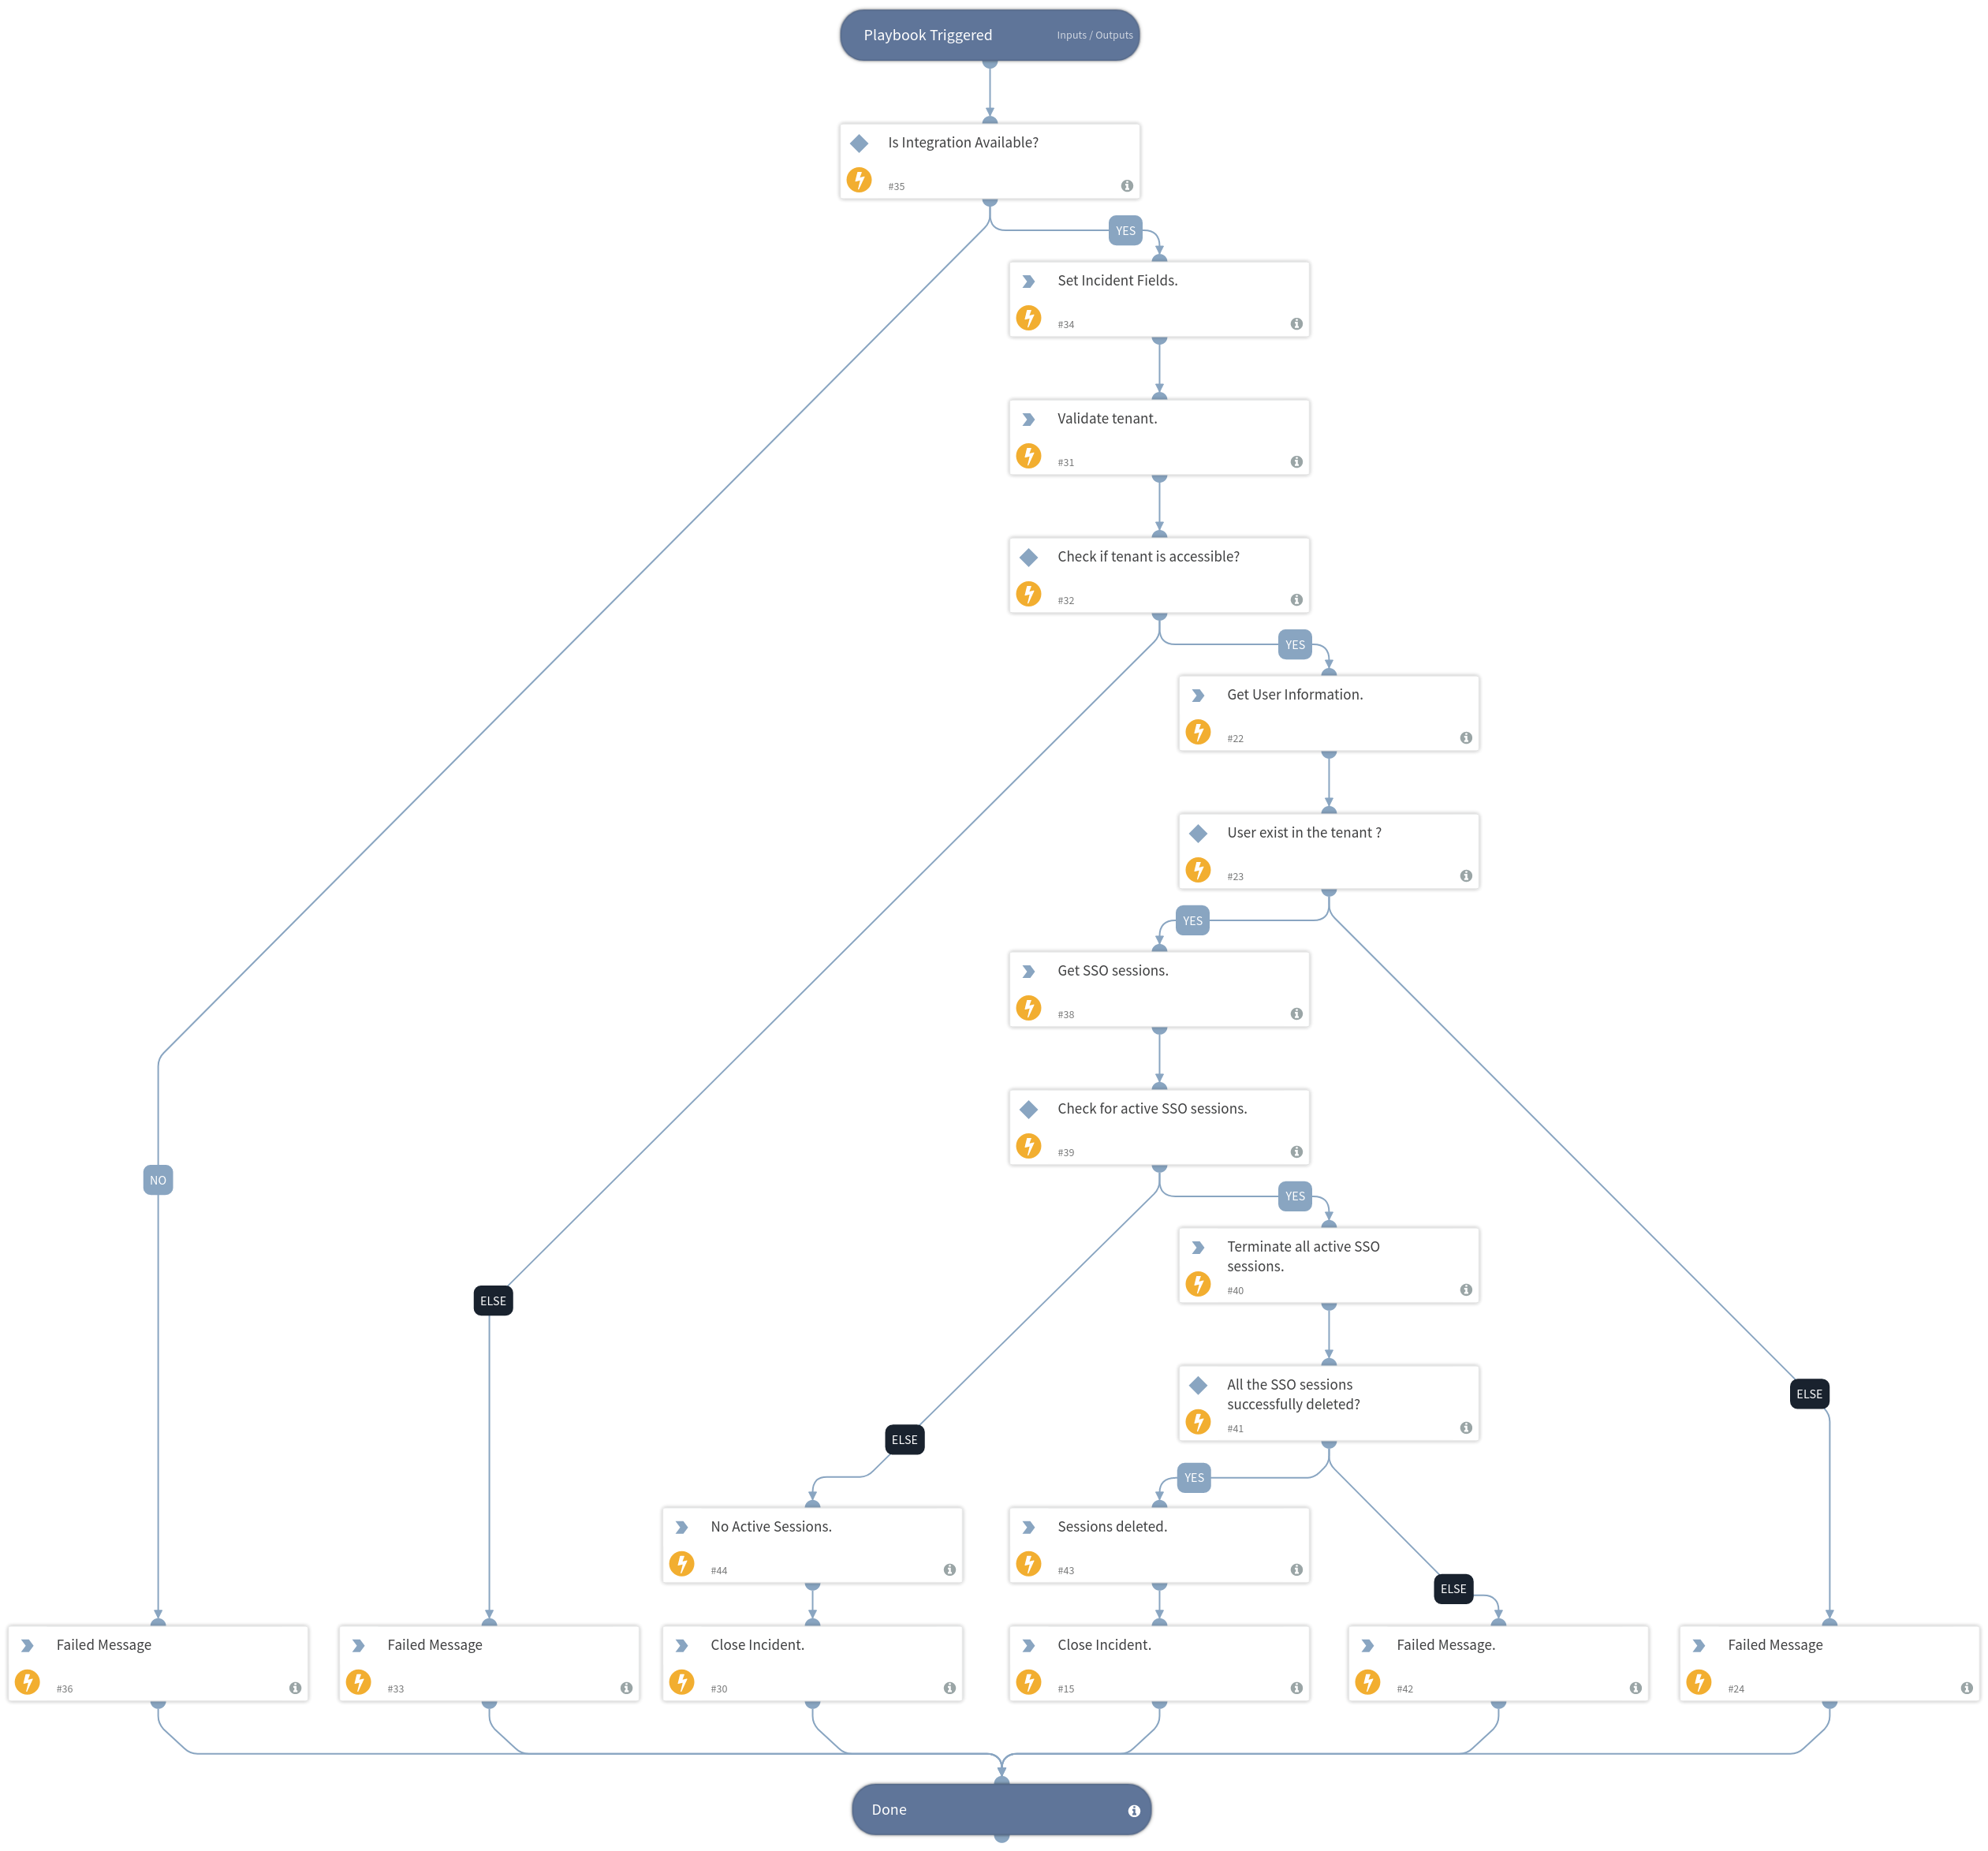 Playbook Triggered Inputs / Outputs
Is Integration Available?
#35
YES
Set Incident Fields.
#34
Validate tenant.
#31
Check if tenant is accessible?
#32
YES
Get User Information.
#22
User exist in the tenant ?
#23
YES
Get SSO sessions.
#38
Check for active SSO sessions.
#39
NO
YES
Terminate all active SSO
sessions.
#40
ELSE
All the SSO sessions
successfully deleted?
#41
ELSE
ELSE
YES
No Active Sessions.
#44
Sessions deleted.
#43
ELSE
Failed Message
#36
Failed Message
#33
Close Incident.
#30
Close Incident.
#15
Failed Message.
#42
Failed Message
#24
Done